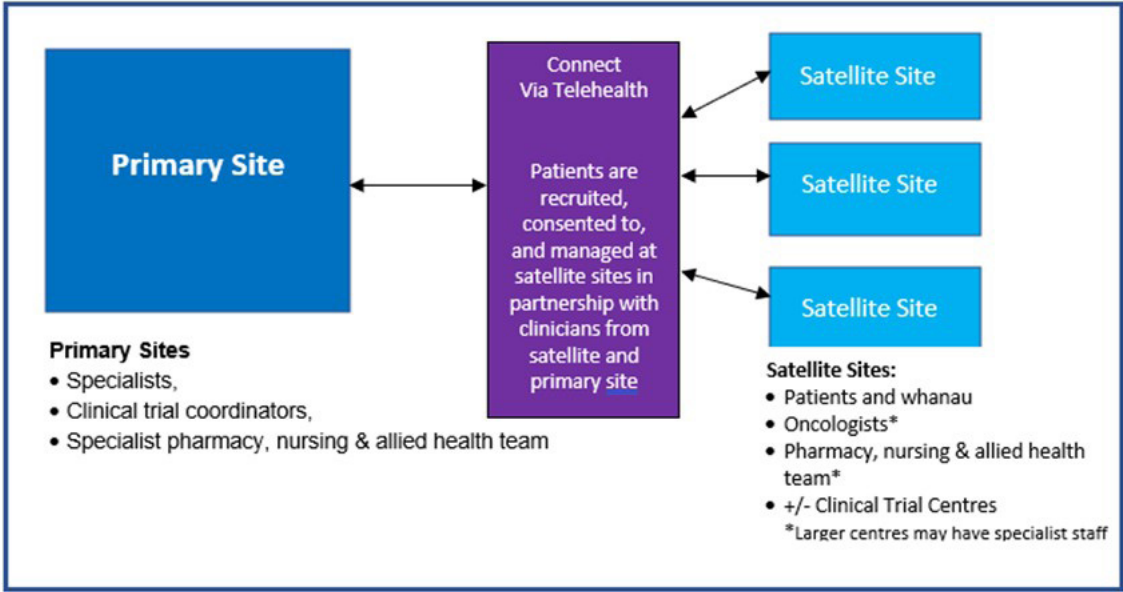 Primary Site
Connect
Via Telehealth
Patients are
recruited,
consented to,
and managed at
satellite sites in
partnership with
clinicians from
satellite and
primary site
Satellite Site
Satellite Site
Satellite Site
Primary Sites
• Specialists,
• Clinical trial coordinators,
• Specialist pharmacy, nursing & allied health team
Satellite Sites:
• Patients and whanau
• Oncologists*
• Pharmacy, nursing & allied health
team*
• +/- Clinical Trial Centres
*Larger centres may have specialist staff